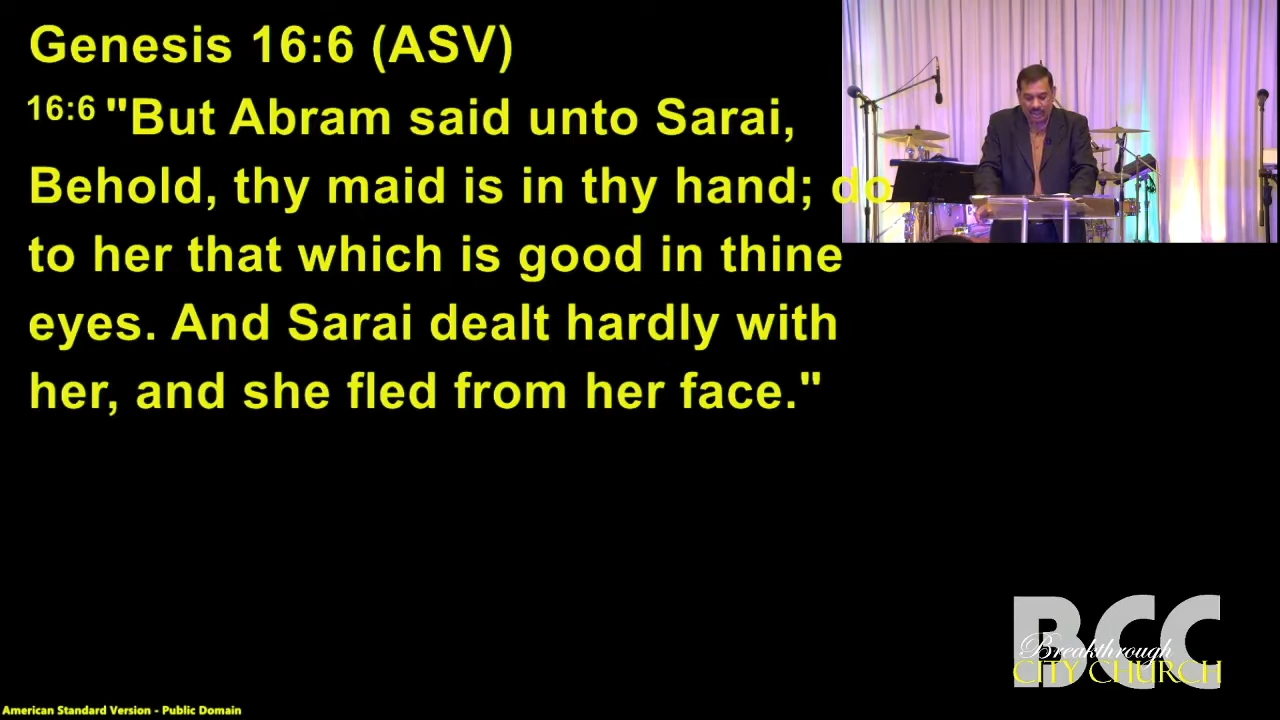 Genesis 16:6 (ASV)
16:6 "But Abram said unto Sarai,
Behold, thy maid is in thy hand; do
to her that which is good in thine
eyes. And Sarai dealt hardly with
her, and she fled from her face."
BCC
Breakthrough
CITY CHURCH
American Standard Version - Public Domain